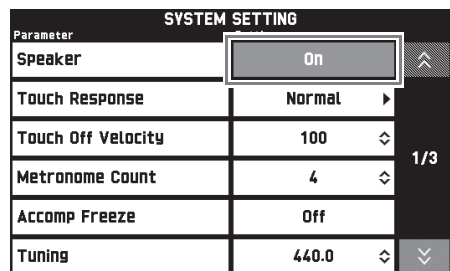 SYSTEM SETTING
Parameter
Speaker On
Touch Response Normal
Touch Off Velocity 100
1/3
Metronome Count 4
Accomp Freeze Off
Tuning 440.0